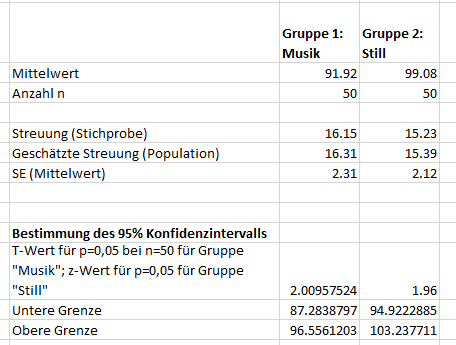 Gruppe 1: Gruppe 2:
Musik Still
Mittelwert 91.92 99.08
Anzahl n 50 50
Streuung (Stichprobe) 16.15 15.23
Geschätzte Streuung (Population) 16.31 15.39
SE (Mittelwert) 2.31 2.12
Bestimmung des 95% Konfidenzintervalls
T-Wert für p=0,05 bei n=50 für Gruppe
"Musik"; z-Wert für p=0,05 für Gruppe
"Still" 2.00957524 1.96
Untere Grenze 87.2838797 94.9222885
Obere Grenze 96.5561203 103.237711